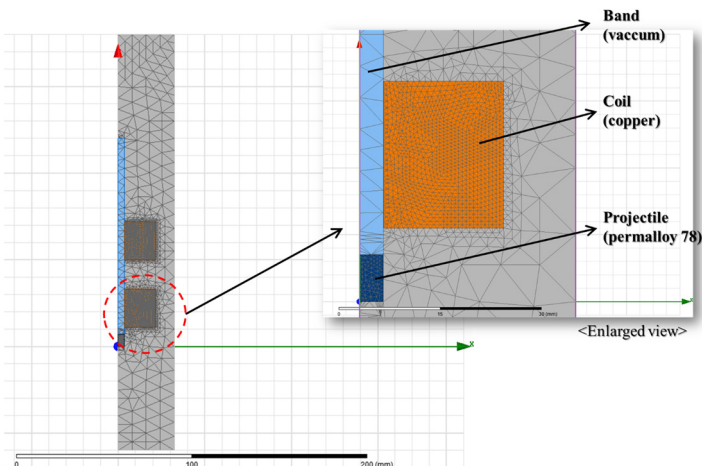 Band
(vaccum)
Coil
(copper)
Projectile
(permalloy 78)
X
0
15
30 (mm)
<Enlarged view>
X
0
100
200 (mm)